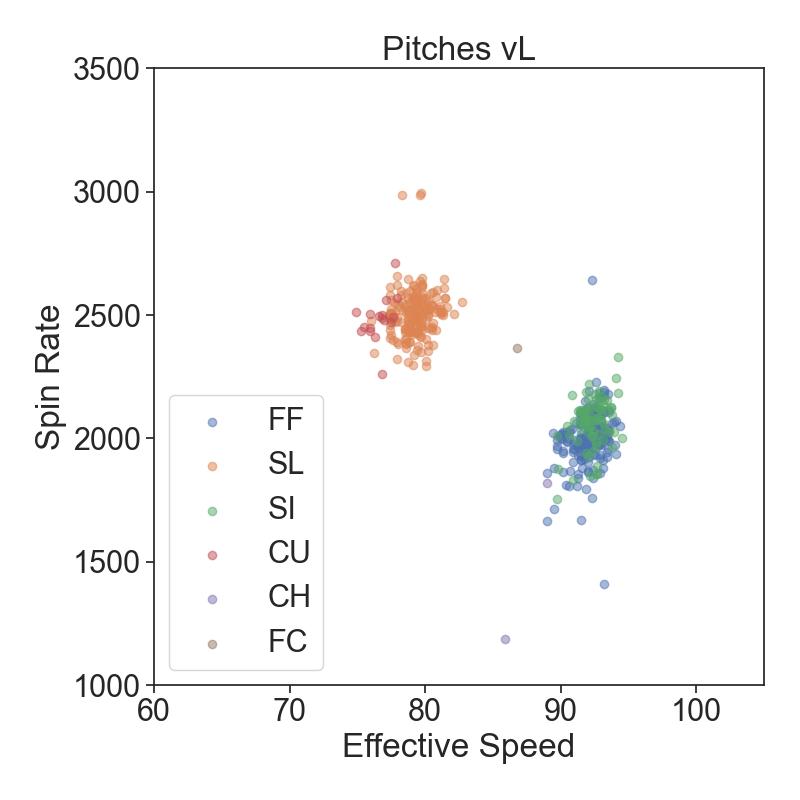 Pitches vL
3500
3000
2500
2000
1500
1000
Spin Rate
FF
SL
SI
CU
CH
FC
60
70
80
90
100
Effective Speed